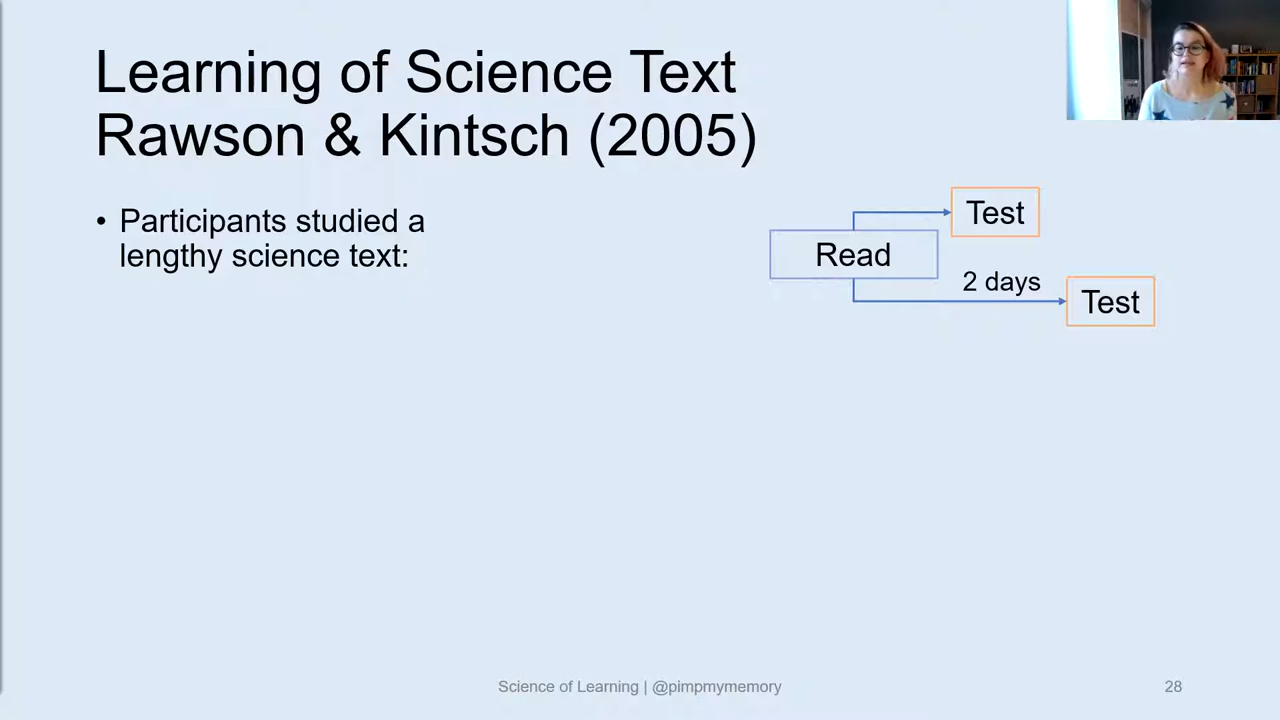 Learning of Science Text
Rawson & Kintsch (2005)
• Participants studied a
lengthy science text:
Test
Read
2 days
Test
Science of Learning | @pimpmymemory
28